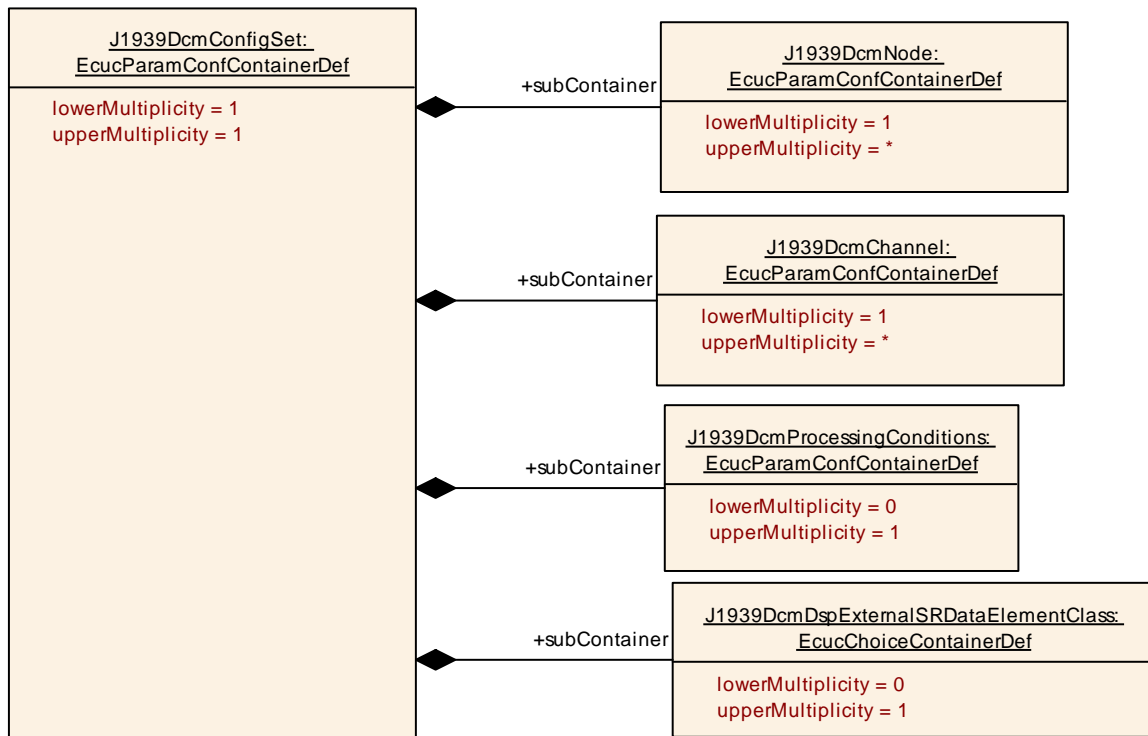 J1939DcmConfigSet:
EcucParamConfContainerDef
lowerMultiplicity = 1
upperMultiplicity = 1
+subContainer
J1939DcmNode:
EcucParamConfContainerDef
lowerMultiplicity = 1
upperMultiplicity = *
+subContainer
J1939DcmChannel:
EcucParamConfContainerDef
lowerMultiplicity = 1
upperMultiplicity = *
+subContainer
J1939DcmProcessingConditions:
EcucParamConfContainerDef
lowerMultiplicity = 0
upperMultiplicity = 1
+subContainer
J1939DcmDspExternalSRDataElementClass:
EcucChoiceContainerDef
lowerMultiplicity = 0
upperMultiplicity = 1